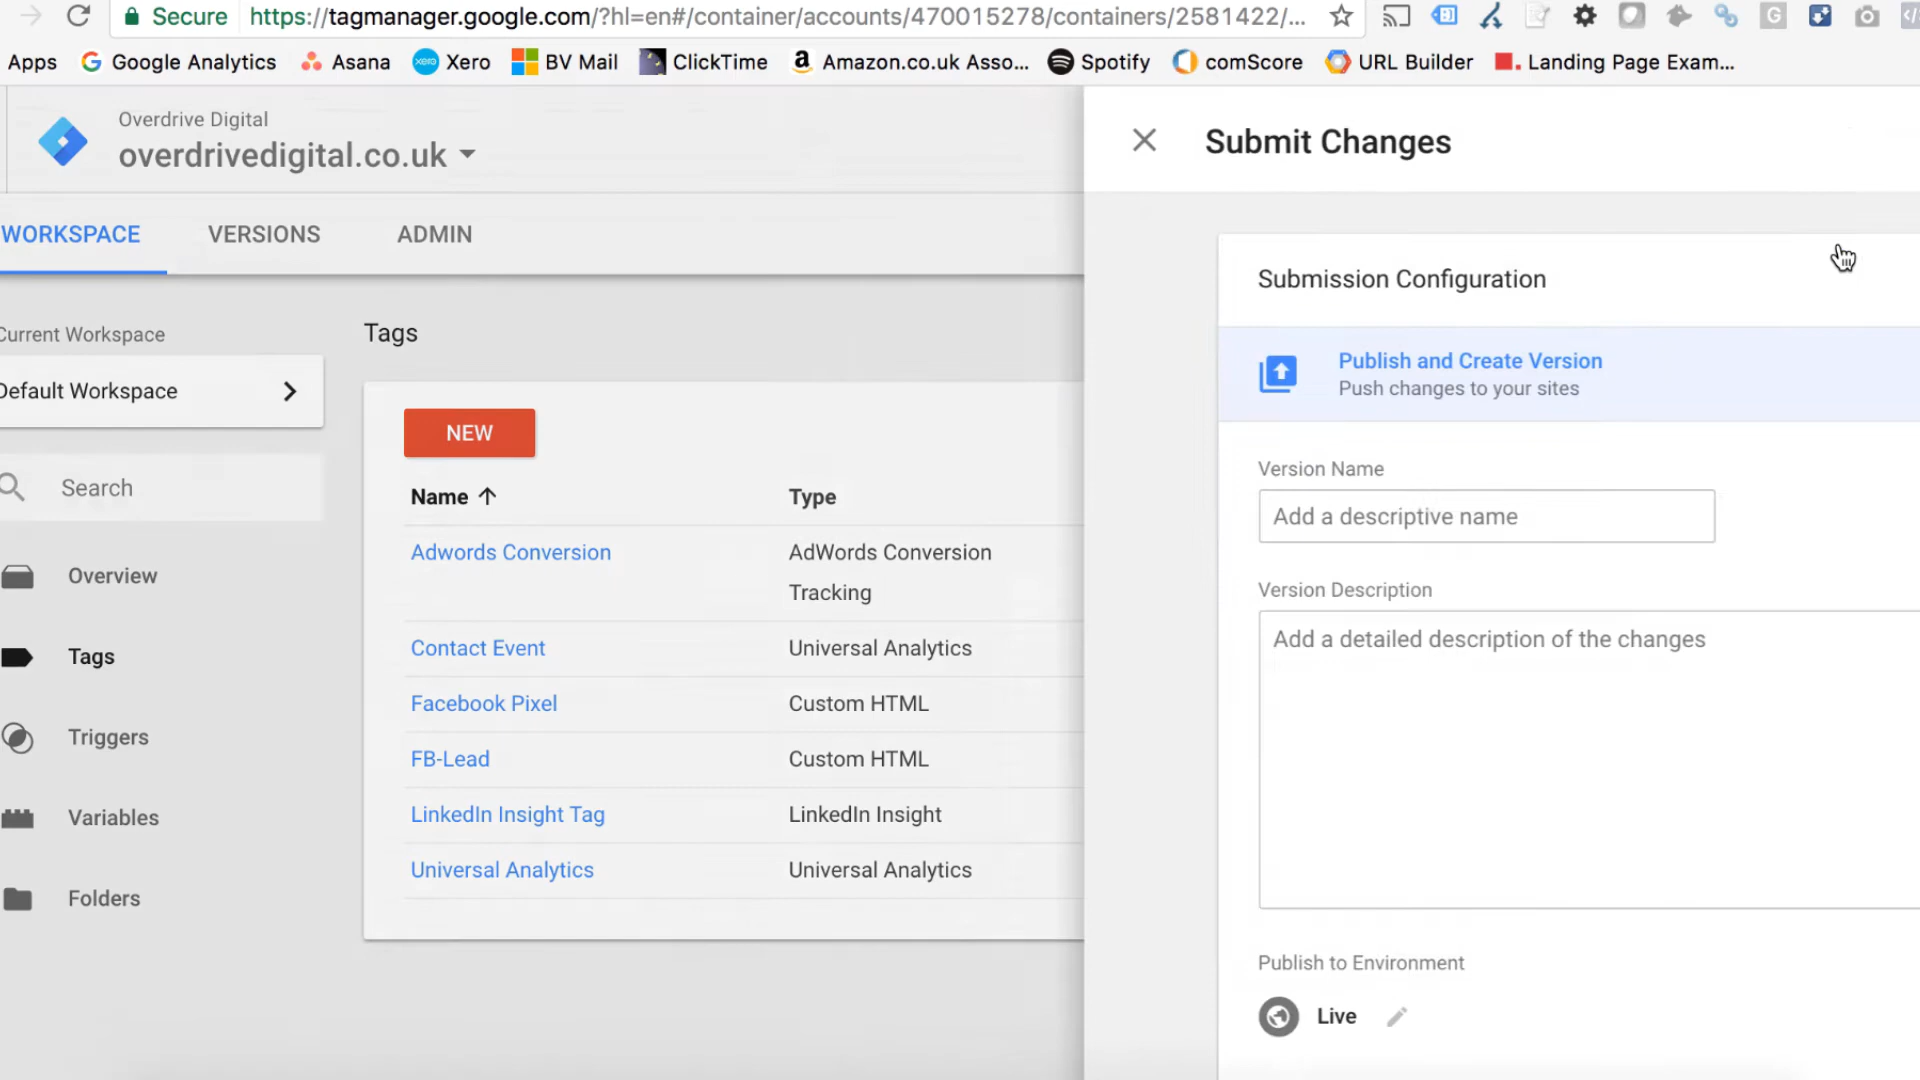 Secure https://tagmanager.google.com/?hl=en#/container/accounts/470015278/containers/2581422/...
Apps Google Analytics Asana Xero BV Mail ClickTime Amazon.co.uk Asso... Spotify comScore URL Builder Landing Page Exam...
Overdrive Digital
overdrivedigital.co.uk
Submit Changes
WORKSPACE VERSIONS ADMIN
Submission Configuration
Current Workspace
Default Workspace
Tags
Publish and Create Version
Push changes to your sites
NEW
Version Name
Add a descriptive name
Search
Name Type
Adwords Conversion AdWords Conversion
Tracking
Overview
Version Description
Add a detailed description of the changes
Contact Event Universal Analytics
Tags
Facebook Pixel Custom HTML
Triggers
FB-Lead Custom HTML
LinkedIn Insight Tag LinkedIn Insight
Variables
Universal Analytics Universal Analytics
Folders
Publish to Environment
Live